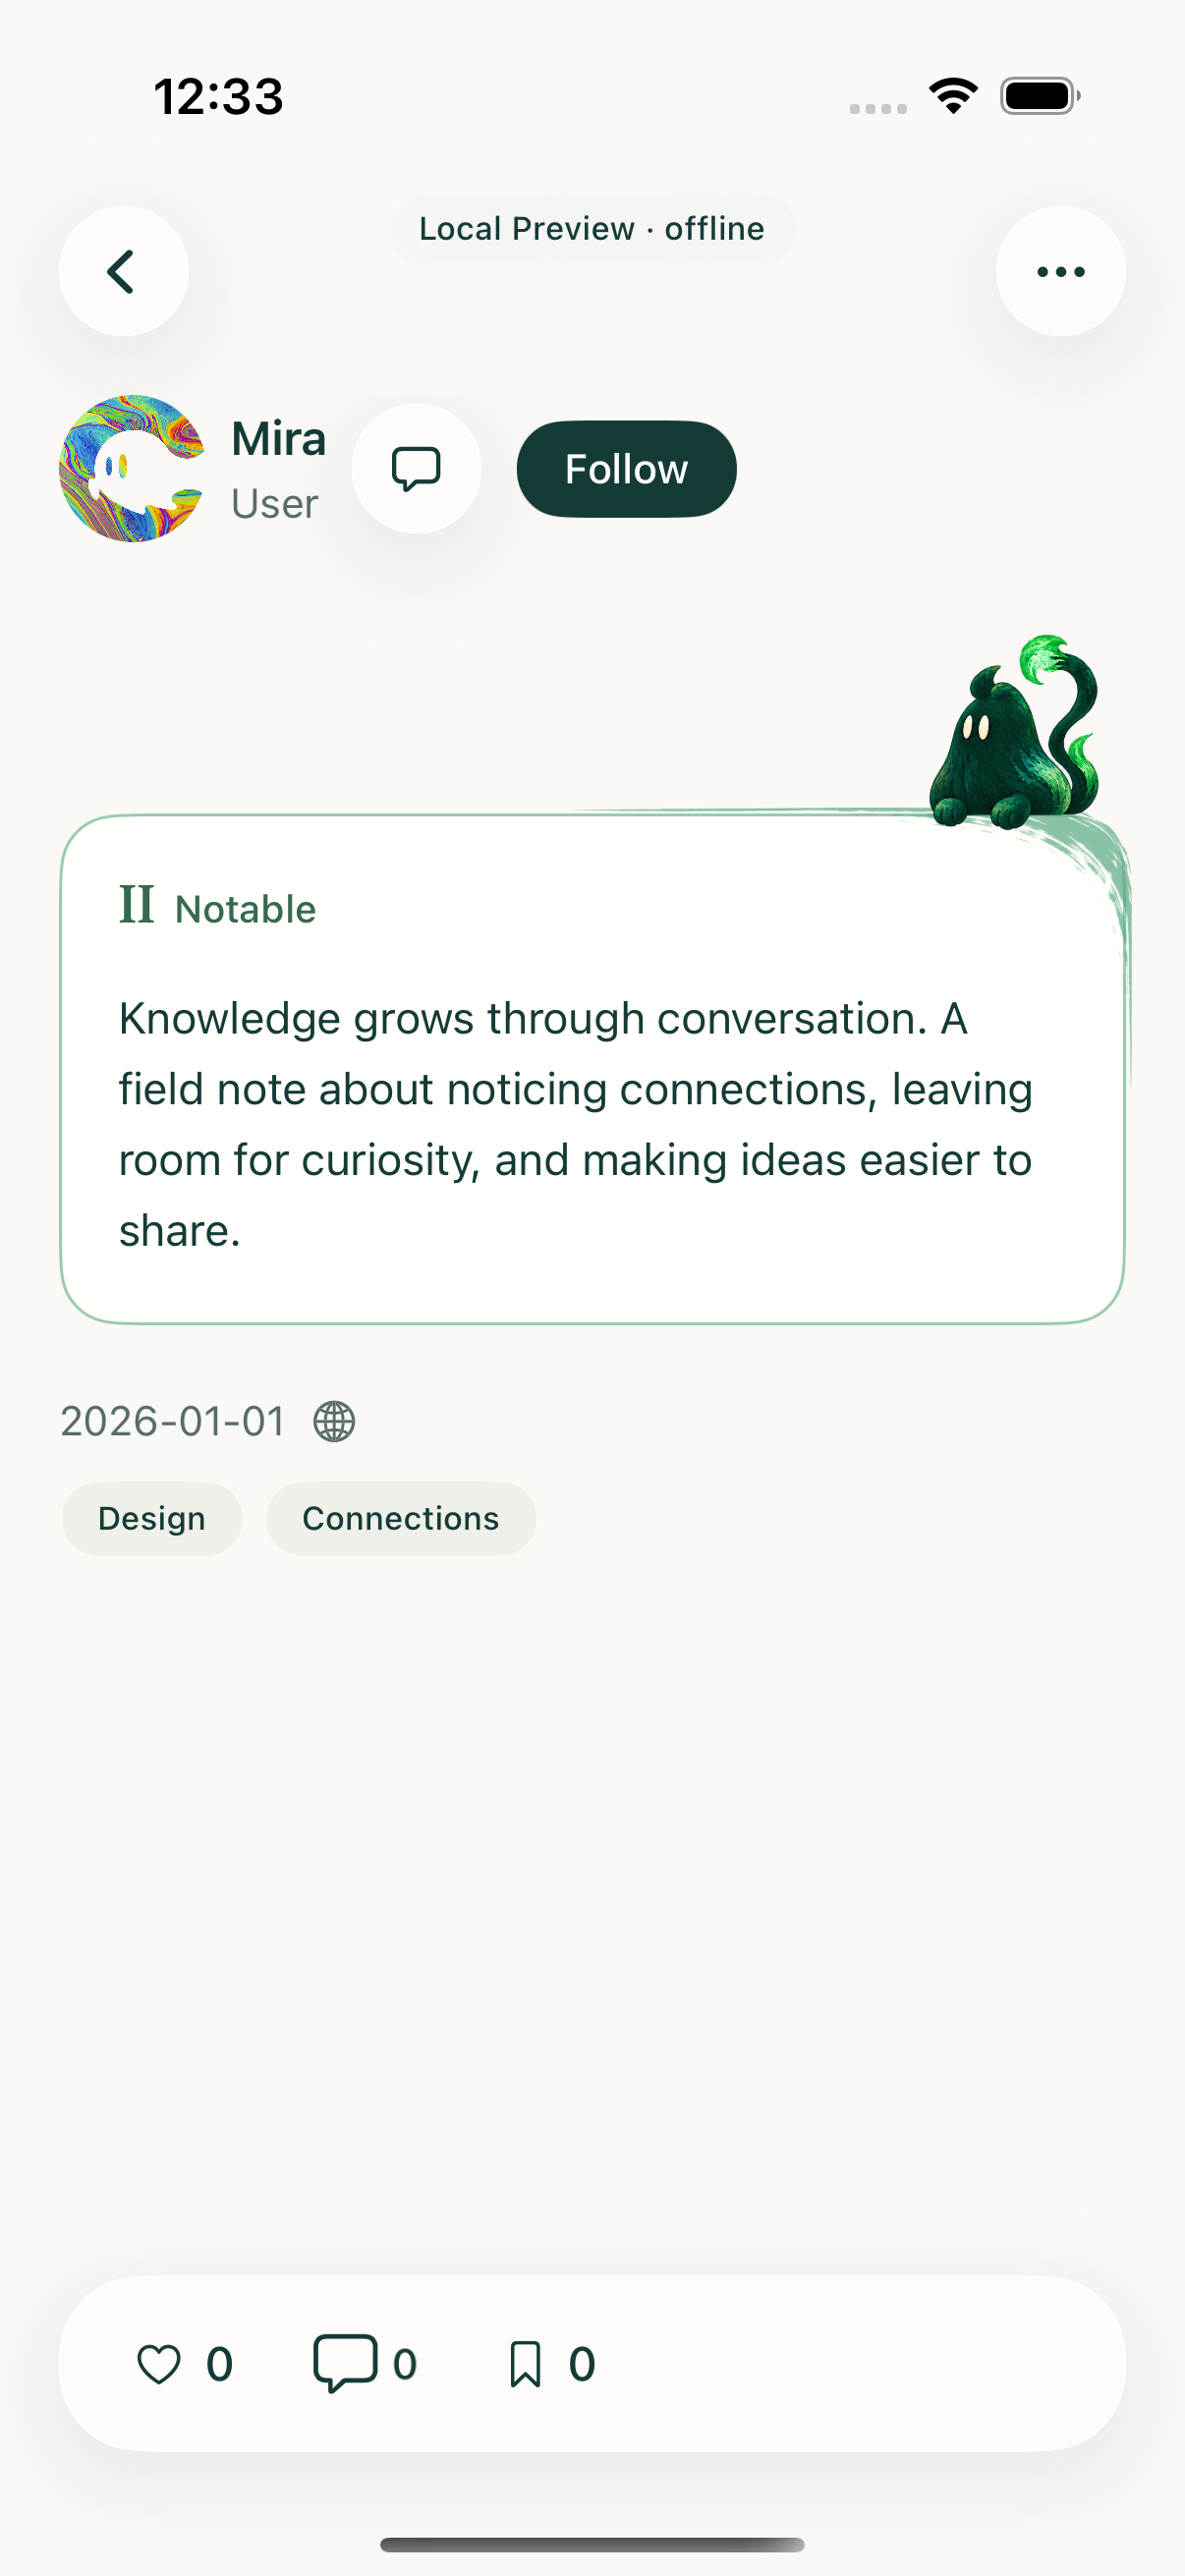 12:33
Local Preview · offline
Mira
User
Follow
II Notable
Knowledge grows through conversation. A
field note about noticing connections, leaving
room for curiosity, and making ideas easier to
share.
2026-01-01
Design Connections
0 0 0